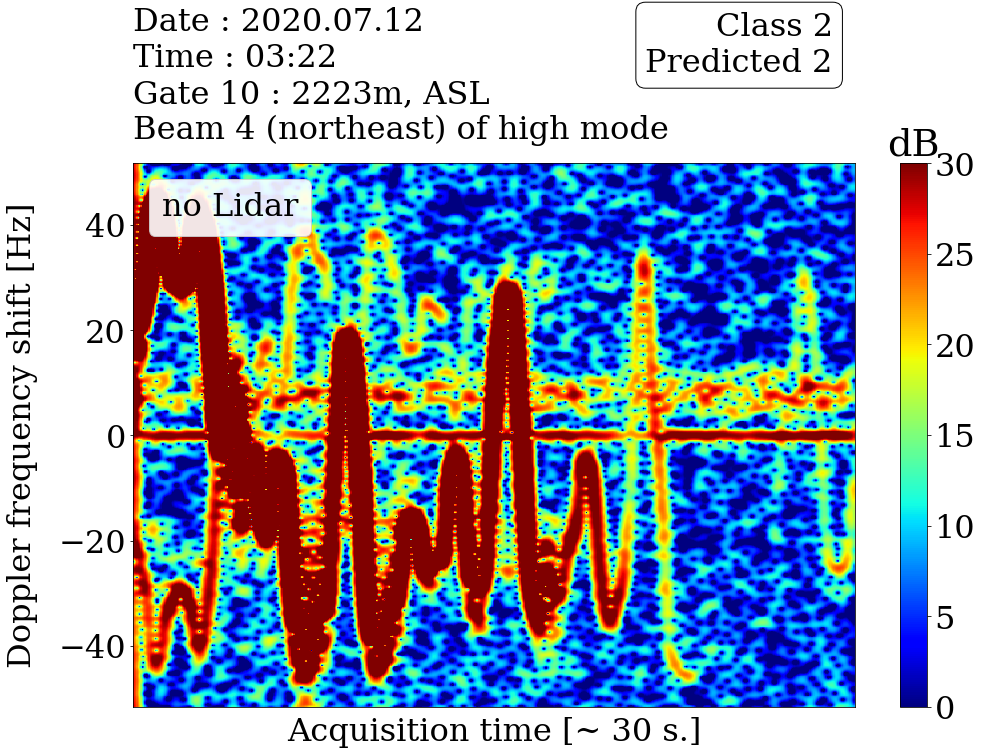 Date : 2020.07.12
Time : 03:22
Gate 10 : 2223m, ASL
Beam 4 (northeast) of high mode
Class 2
Predicted 2
dB
no Lidar
Doppler frequency shift [Hz]
40
20
0
−20
−40
Acquisition time [~ 30 s.]
30
25
20
15
10
5
0